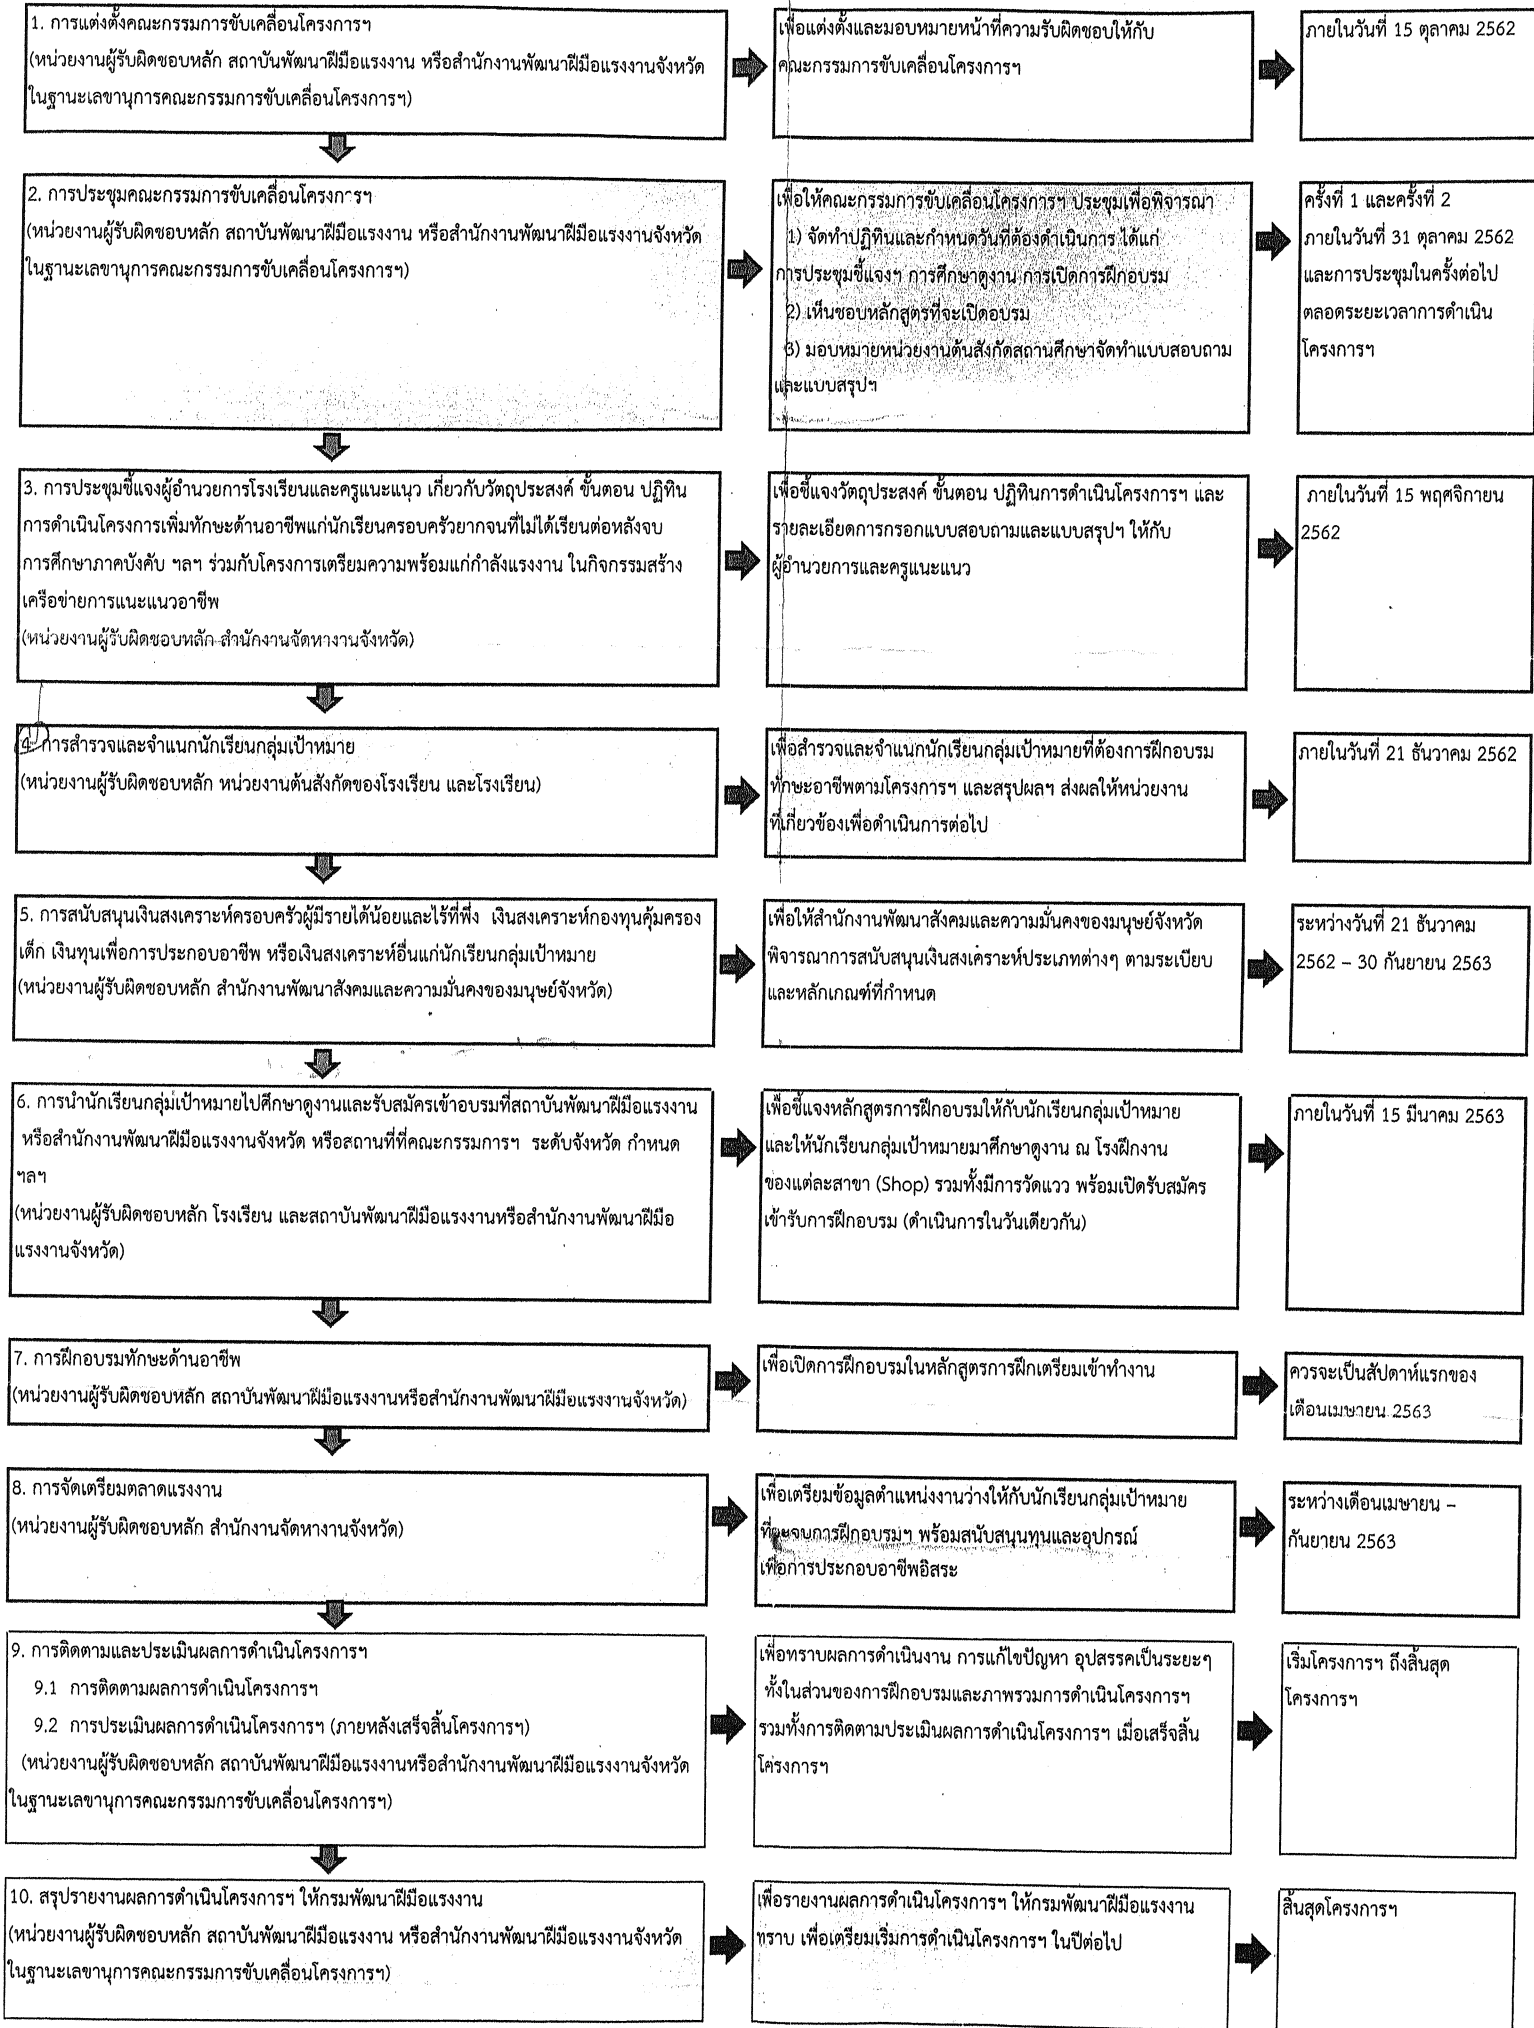 1. การแต่งตั้งคณะกรรมการขับเคลื่อนโครงการฯ
(หน่วยงานผู้รับผิดชอบหลัก สถาบันพัฒนาฝีมือแรงงาน หรือสำนักงานพัฒนาฝีมือแรงงานจังหวัด
ในฐานะเลขานุการคณะกรรมการขับเคลื่อนโครงการฯ)
เพื่อแต่งตั้งและมอบหมายหน้าที่ความรับผิดชอบให้กับ
คณะกรรมการขับเคลื่อนโครงการฯ
ภายในวันที่ 15 ตุลาคม 2562
2. การประชุมคณะกรรมการขับเคลื่อนโครงการฯ
(หน่วยงานผู้รับผิดชอบหลัก สถาบันพัฒนาฝีมือแรงงาน หรือสำนักงานพัฒนาฝีมือแรงงานจังหวัด
ในฐานะเลขานุการคณะกรรมการขับเคลื่อนโครงการฯ)
เพื่อให้คณะกรรมการขับเคลื่อนโครงการฯ ประชุมเพื่อพิจารณา
1) จัดทำปฏิทินและกำหนดวันที่ต้องดำเนินการ ได้แก่
การประชุมชี้แจงฯ การศึกษาดูงาน การเปิดการฝึกอบรม
2) เห็นชอบหลักสูตรที่จะเปิดอบรม
3) มอบหมายหน่วยงานต้นสังกัดสถานศึกษาจัดทำแบบสอบถาม
และแบบสรุปฯ
ครั้งที่ 1 และครั้งที่ 2
ภายในวันที่ 31 ตุลาคม 2562
และการประชุมในครั้งต่อไป
ตลอดระยะเวลาการดำเนิน
โครงการฯ
3. การประชุมชี้แจงผู้อำนวยการโรงเรียนและครูแนะแนว เกี่ยวกับวัตถุประสงค์ ขั้นตอน ปฏิทิน
การดำเนินโครงการเพิ่มทักษะด้านอาชีพแก่นักเรียนครอบครัวยากจนที่ไม่ได้เรียนต่อหลังจบ
การศึกษาภาคบังคับ ฯลฯ ร่วมกับโครงการเตรียมความพร้อมแก่กำลังแรงงาน ในกิจกรรมสร้าง
เครือข่ายการแนะแนวอาชีพ
(หน่วยงานผู้รับผิดชอบหลัก สำนักงานจัดหางานจังหวัด)
เพื่อชี้แจงวัตถุประสงค์ ขั้นตอน ปฏิทินการดำเนินโครงการฯ และ
รายละเอียดการกรอกแบบสอบถามและแบบสรุปฯ ให้กับ
ผู้อำนวยการและครูแนะแนว
ภายในวันที่ 15 พฤศจิกายน
2562
4. การสำรวจและจำแนกนักเรียนกลุ่มเป้าหมาย
(หน่วยงานผู้รับผิดชอบหลัก หน่วยงานต้นสังกัดของโรงเรียน และโรงเรียน)
เพื่อสำรวจและจำแนกนักเรียนกลุ่มเป้าหมายที่ต้องการฝึกอบรม
ทักษะอาชีพตามโครงการฯ และสรุปผลฯ ส่งผลให้หน่วยงาน
ที่เกี่ยวข้องเพื่อดำเนินการต่อไป
ภายในวันที่ 21 ธันวาคม 2562
5. การสนับสนุนเงินสงเคราะห์ครอบครัวผู้มีรายได้น้อยและไร้ที่พึ่ง เงินสงเคราะห์กองทุนคุ้มครอง
เด็ก เงินทุนเพื่อการประกอบอาชีพ หรือเงินสงเคราะห์อื่นแก่นักเรียนกลุ่มเป้าหมาย
(หน่วยงานผู้รับผิดชอบหลัก สำนักงานพัฒนาสังคมและความมั่นคงของมนุษย์จังหวัด)
เพื่อให้สำนักงานพัฒนาสังคมและความมั่นคงของมนุษย์จังหวัด
พิจารณาการสนับสนุนเงินสงเคราะห์ประเภทต่างๆ ตามระเบียบ
และหลักเกณฑ์ที่กำหนด
ระหว่างวันที่ 21 ธันวาคม
2562 – 30 กันยายน 2563
6. การนำนักเรียนกลุ่มเป้าหมายไปศึกษาดูงานและรับสมัครเข้าอบรมที่สถาบันพัฒนาฝีมือแรงงาน
หรือสำนักงานพัฒนาฝีมือแรงงานจังหวัด หรือสถานที่ที่คณะกรรมการฯ ระดับจังหวัด กำหนด
ฯลฯ
(หน่วยงานผู้รับผิดชอบหลัก โรงเรียน และสถาบันพัฒนาฝีมือแรงงานหรือสำนักงานพัฒนาฝีมือ
แรงงานจังหวัด)
เพื่อชี้แจงหลักสูตรการฝึกอบรมให้กับนักเรียนกลุ่มเป้าหมาย
และให้นักเรียนกลุ่มเป้าหมายมาศึกษาดูงาน ณ โรงฝึกงาน
ของแต่ละสาขา (Shop) รวมทั้งมีการวัดแวว พร้อมเปิดรับสมัคร
เข้ารับการฝึกอบรม (ดำเนินการในวันเดียวกัน)
ภายในวันที่ 15 มีนาคม 2563
7. การฝึกอบรมทักษะด้านอาชีพ
(หน่วยงานผู้รับผิดชอบหลัก สถาบันพัฒนาฝีมือแรงงานหรือสำนักงานพัฒนาฝีมือแรงงานจังหวัด)
เพื่อเปิดการฝึกอบรมในหลักสูตรการฝึกเตรียมเข้าทำงาน
ควรจะเป็นสัปดาห์แรกของ
เดือนเมษายน 2563
8. การจัดเตรียมตลาดแรงงาน
(หน่วยงานผู้รับผิดชอบหลัก สำนักงานจัดหางานจังหวัด)
เพื่อเตรียมข้อมูลตำแหน่งงานว่างให้กับนักเรียนกลุ่มเป้าหมาย
ที่จะจบการฝึกอบรมฯ พร้อมสนับสนุนทุนและอุปกรณ์
เพื่อการประกอบอาชีพอิสระ
ระหว่างเดือนเมษายน –
กันยายน 2563
9. การติดตามและประเมินผลการดำเนินโครงการฯ
9.1 การติดตามผลการดำเนินโครงการฯ
9.2 การประเมินผลการดำเนินโครงการฯ (ภายหลังเสร็จสิ้นโครงการฯ)
(หน่วยงานผู้รับผิดชอบหลัก สถาบันพัฒนาฝีมือแรงงานหรือสำนักงานพัฒนาฝีมือแรงงานจังหวัด
ในฐานะเลขานุการคณะกรรมการขับเคลื่อนโครงการฯ)
เพื่อทราบผลการดำเนินงาน การแก้ไขปัญหา อุปสรรคเป็นระยะๆ
ทั้งในส่วนของการฝึกอบรมและภาพรวมการดำเนินโครงการฯ
รวมทั้งการติดตามประเมินผลการดำเนินโครงการฯ เมื่อเสร็จสิ้น
โครงการฯ
เริ่มโครงการฯ ถึงสิ้นสุด
โครงการฯ
10. สรุปรายงานผลการดำเนินโครงการฯ ให้กรมพัฒนาฝีมือแรงงาน
(หน่วยงานผู้รับผิดชอบหลัก สถาบันพัฒนาฝีมือแรงงาน หรือสำนักงานพัฒนาฝีมือแรงงานจังหวัด
ในฐานะเลขานุการคณะกรรมการขับเคลื่อนโครงการฯ)
เพื่อรายงานผลการดำเนินโครงการฯ ให้กรมพัฒนาฝีมือแรงงาน
ทราบ เพื่อเตรียมเริ่มการดำเนินโครงการฯ ในปีต่อไป
สิ้นสุดโครงการฯ